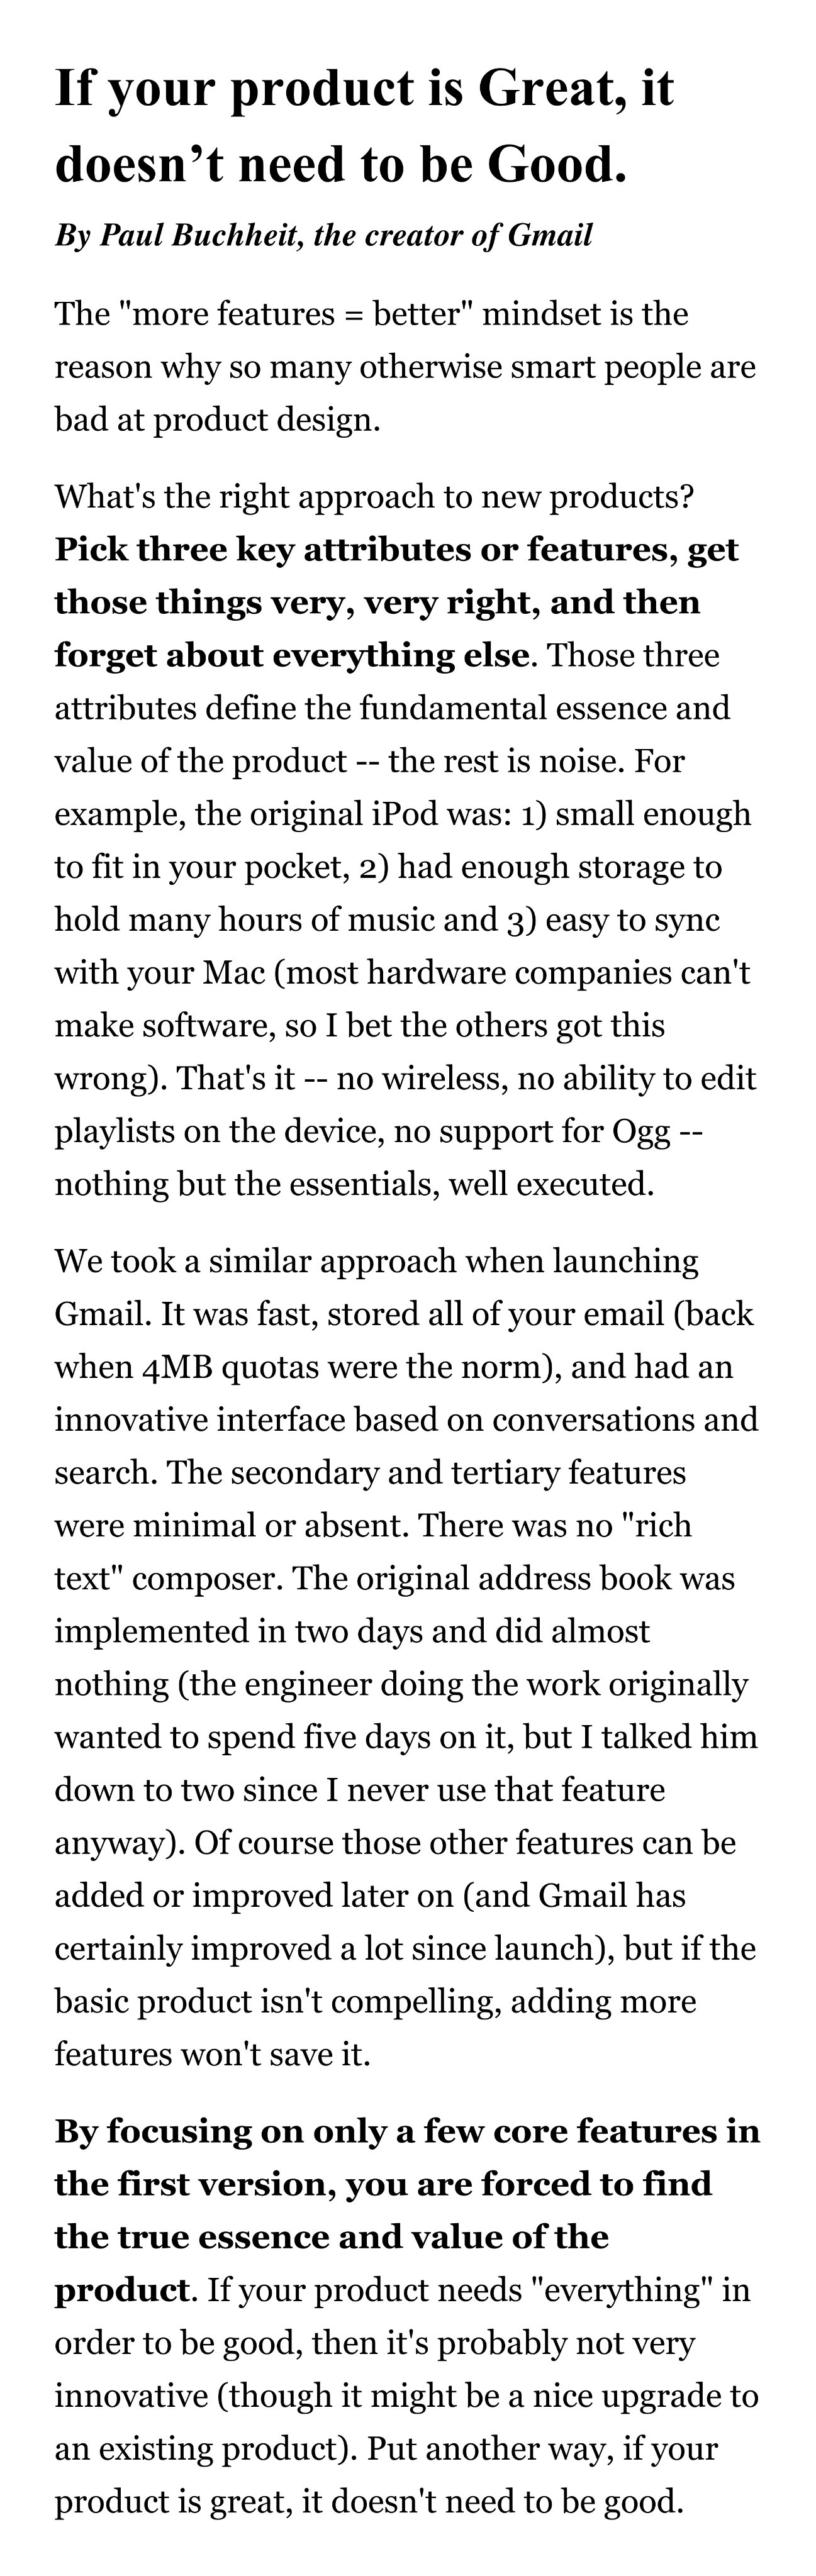 If your product is Great, it
doesn’t need to be Good.
By Paul Buchheit, the creator of Gmail
The "more features = better" mindset is the
reason why so many otherwise smart people are
bad at product design.
What's the right approach to new products?
Pick three key attributes or features, get
those things very, very right, and then
forget about everything else. Those three
attributes define the fundamental essence and
value of the product -- the rest is noise. For
example, the original iPod was: 1) small enough
to fit in your pocket, 2) had enough storage to
hold many hours of music and 3) easy to sync
with your Mac (most hardware companies can't
make software, so I bet the others got this
wrong). That's it -- no wireless, no ability to edit
playlists on the device, no support for Ogg --
nothing but the essentials, well executed.
We took a similar approach when launching
Gmail. It was fast, stored all of your email (back
when 4MB quotas were the norm), and had an
innovative interface based on conversations and
search. The secondary and tertiary features
were minimal or absent. There was no "rich
text" composer. The original address book was
implemented in two days and did almost
nothing (the engineer doing the work originally
wanted to spend five days on it, but I talked him
down to two since I never use that feature
anyway). Of course those other features can be
added or improved later on (and Gmail has
certainly improved a lot since launch), but if the
basic product isn't compelling, adding more
features won't save it.
By focusing on only a few core features in
the first version, you are forced to find
the true essence and value of the
product. If your product needs "everything" in
order to be good, then it's probably not very
innovative (though it might be a nice upgrade to
an existing product). Put another way, if your
product is great, it doesn't need to be good.